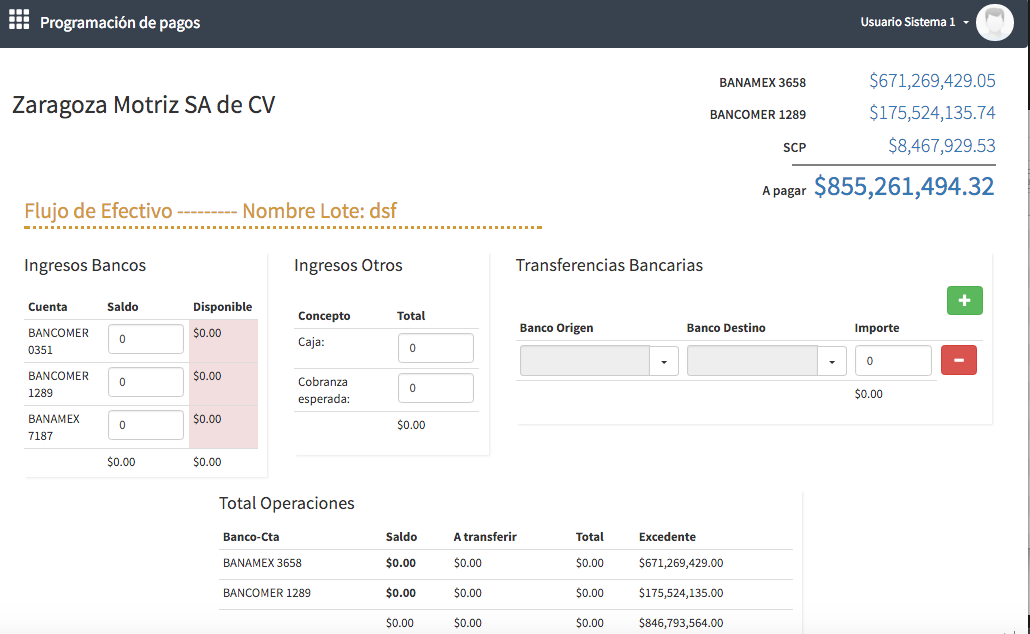 Programación de pagos
Usuario Sistema 1
Zaragoza Motriz SA de CV
BANAMEX 3658 $671,269,429.05
BANCOMER 1289 $175,524,135.74
SCP $8,467,929.53
A pagar $855,261,494.32
Flujo de Efectivo --------- Nombre Lote: dsf
Ingresos Bancos
Cuenta Saldo Disponible
BANCOMER 0 $0.00
0351
BANCOMER 0 $0.00
1289
BANAMEX 0 $0.00
7187
$0.00 $0.00
Ingresos Otros
Concepto Total
Caja: 0
Cobranza 0
esperada:
$0.00
Transferencias Bancarias
+
Banco Origen Banco Destino Importe
0 −
$0.00
Total Operaciones
Banco-Cta Saldo A transferir Total Excedente
BANAMEX 3658 $0.00 $0.00 $0.00 $671,269,429.00
BANCOMER 1289 $0.00 $0.00 $0.00 $175,524,135.00
$0.00 $0.00 $0.00 $846,793,564.00